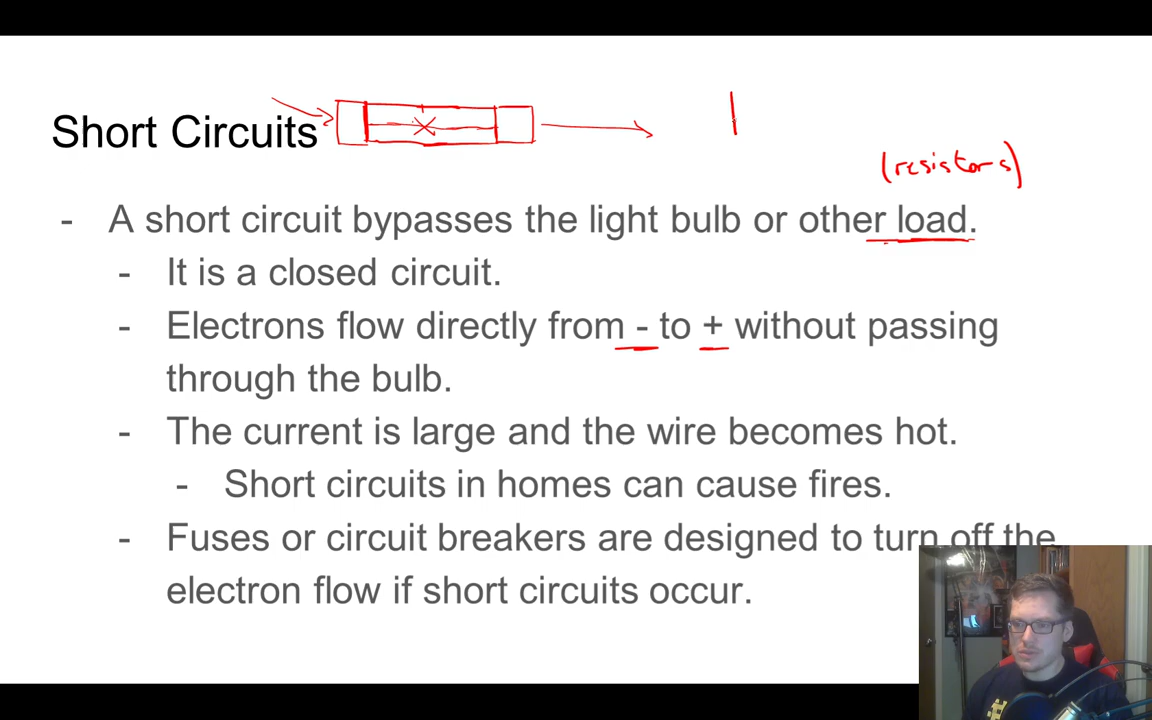 Short Circuits
(resistors)
- A short circuit bypasses the light bulb or other load.
- It is a closed circuit.
- Electrons flow directly from - to + without passing
through the bulb.
- The current is large and the wire becomes hot.
- Short circuits in homes can cause fires.
- Fuses or circuit breakers are designed to turn off the
electron flow if short circuits occur.